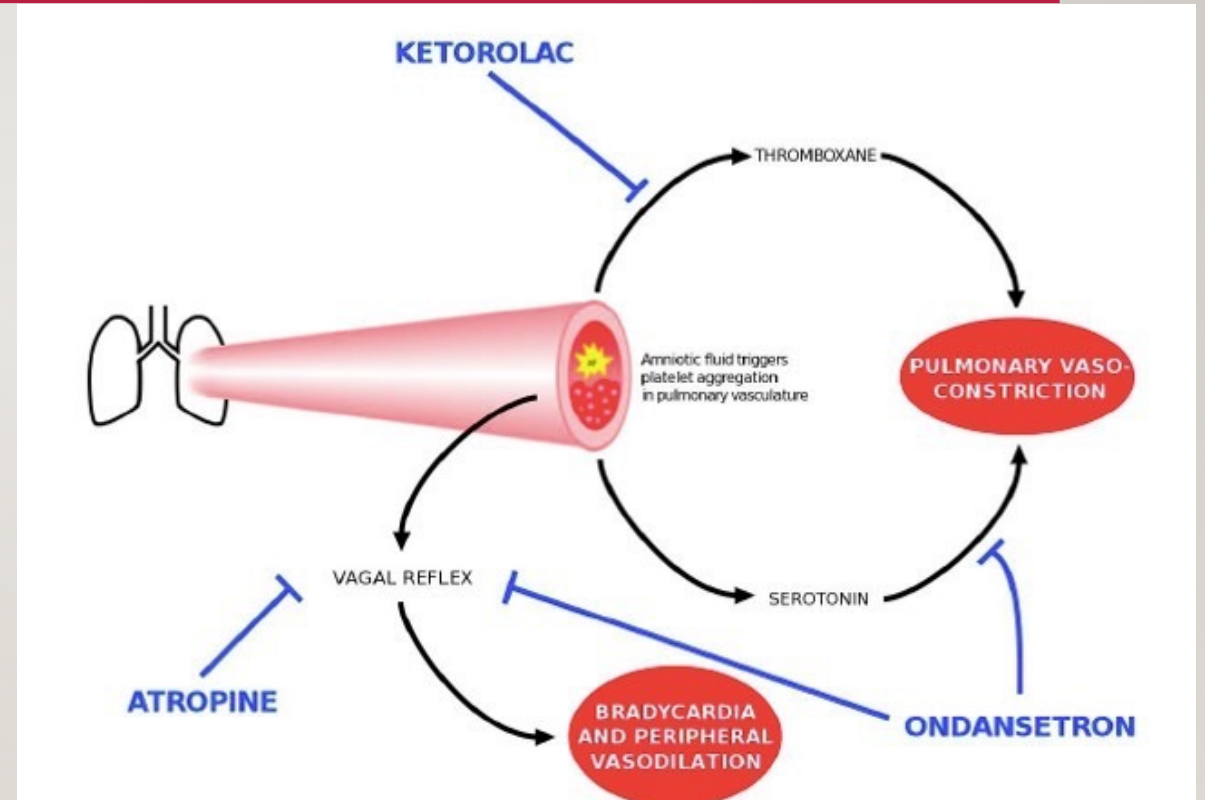 KETOROLAC
THROMBOXANE
Amniotic fluid triggers
platelet aggregation
in pulmonary vasculature
PULMONARY VASO-
CONSTRICTION
VAGAL REFLEX
SEROTONIN
ATROPINE
BRADYCARDIA
AND PERIPHERAL
VASODILATION
ONDANSETRON